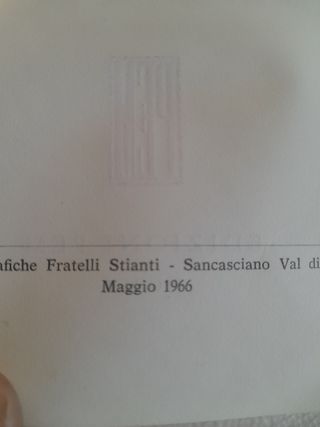 afiche Fratelli Stianti - Sancasciano Val di
Maggio 1966